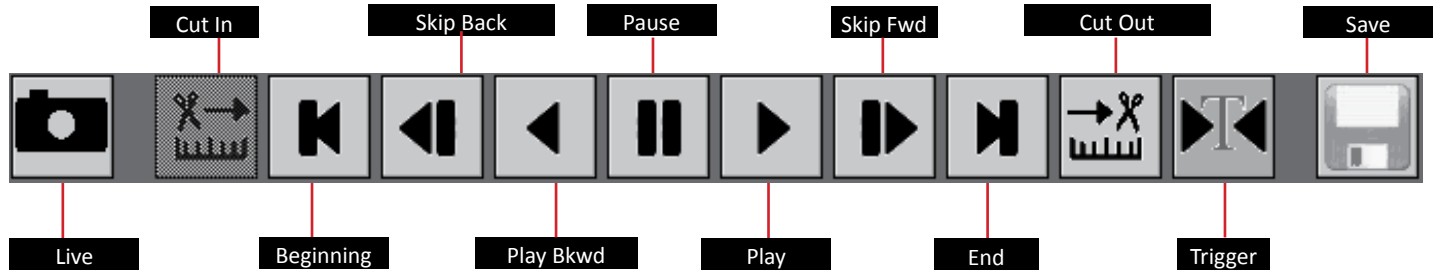 Cut In
Skip Back
Pause
Skip Fwd
Cut Out
Save
T
Live
Beginning
Play Bkwd
Play
End
Trigger